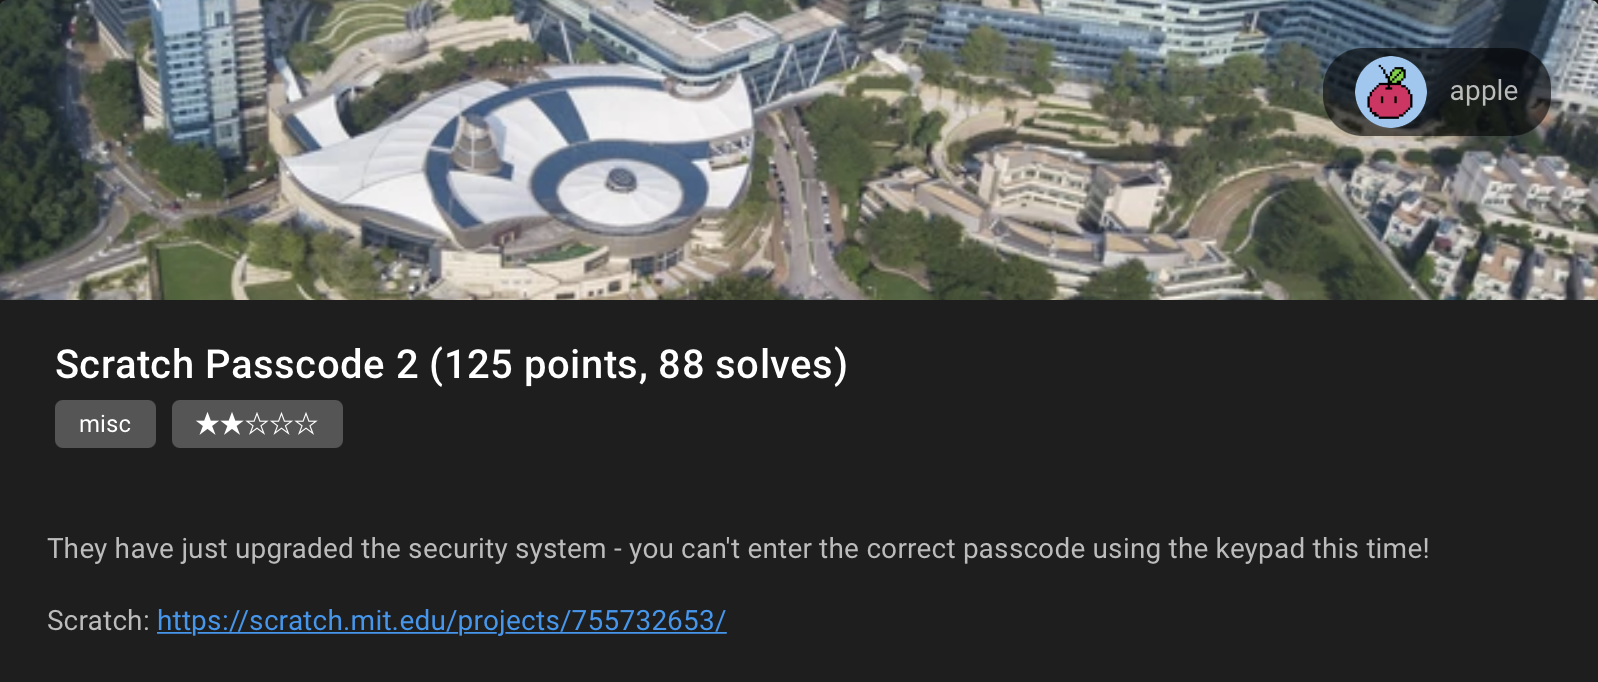 apple
Scratch Passcode 2 (125 points, 88 solves)
misc ★★☆☆☆
They have just upgraded the security system - you can't enter the correct passcode using the keypad this time!
Scratch: https://scratch.mit.edu/projects/755732653/